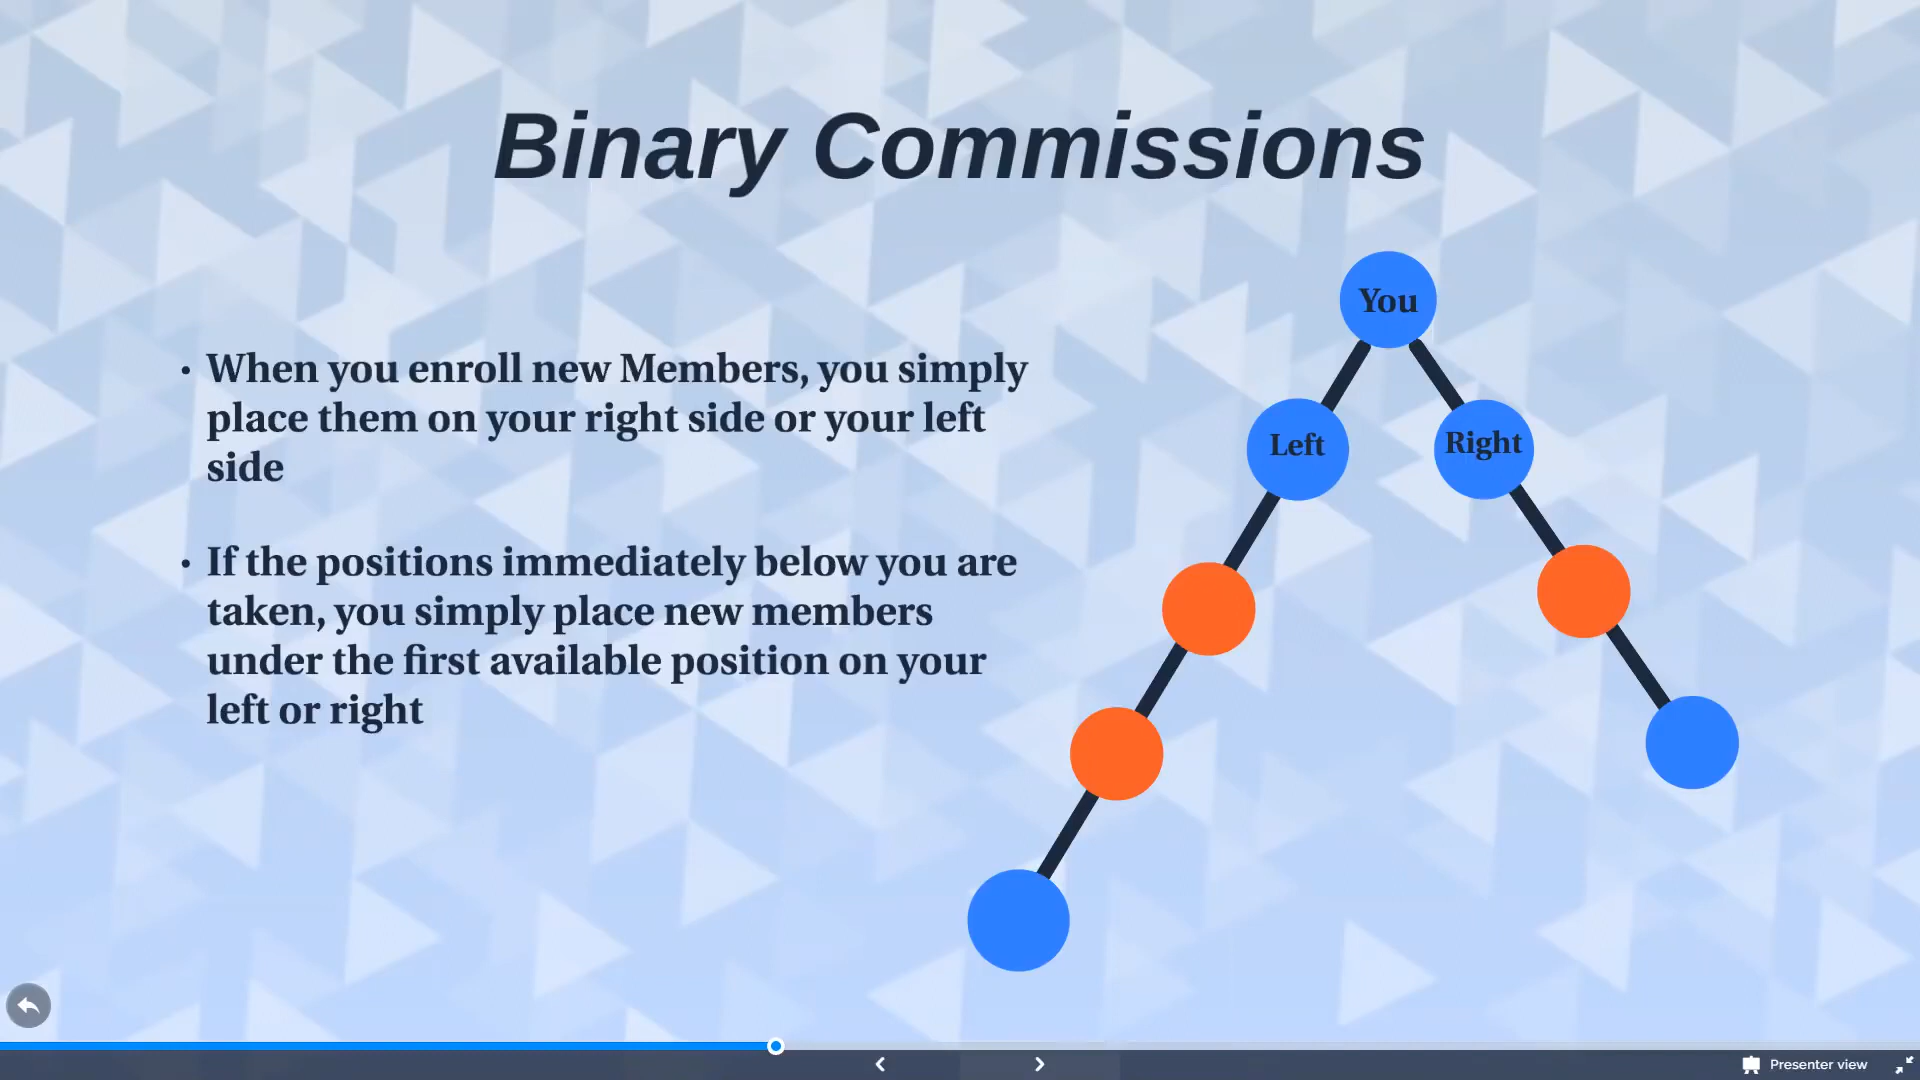 Binary Commissions
You
Left
Right
• When you enroll new Members, you simply
place them on your right side or your left
side
• If the positions immediately below you are
taken, you simply place new members
under the first available position on your
left or right
Presenter view